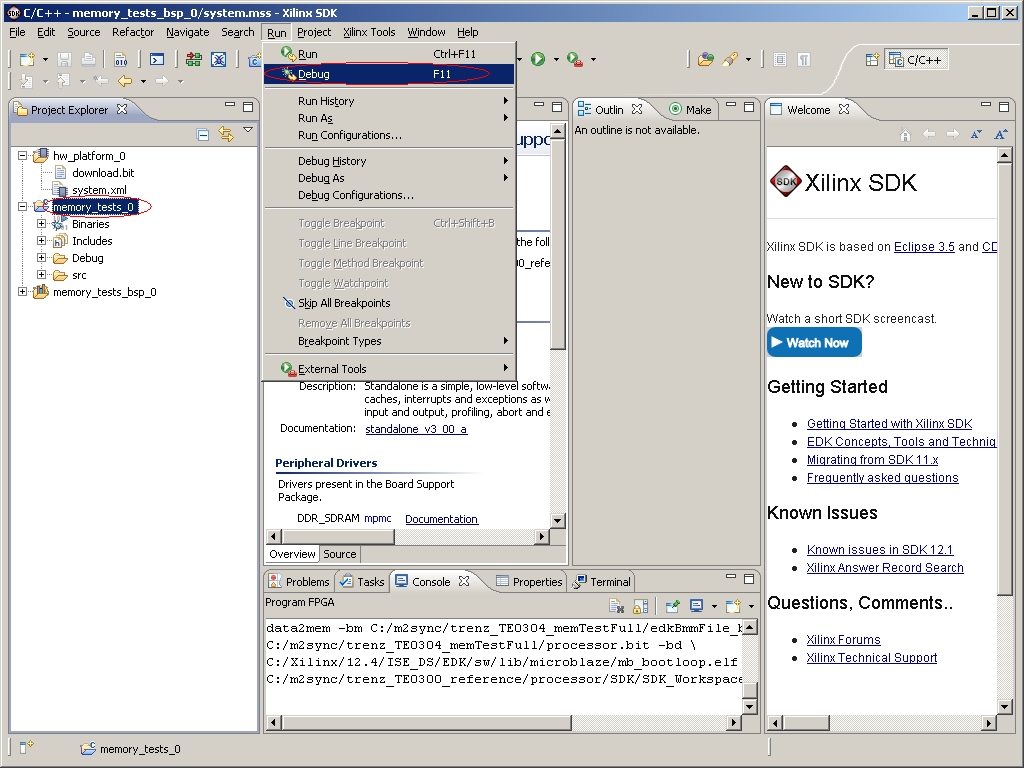 C/C++ - memory_tests_bsp_0/system.mss - Xilinx SDK
File Edit Source Refactor Navigate Search Run Project Xilinx Tools Window Help
C/C++
Run Ctrl+F11
Debug F11
Run History
Run As
Run Configurations...
Debug History
Debug As
Debug Configurations...
Toggle Breakpoint Ctrl+Shift+B
Toggle Line Breakpoint
Toggle Method Breakpoint
Toggle Watchpoint
Skip All Breakpoints
Remove All Breakpoints
Breakpoint Types
External Tools
Project Explorer
hw_platform_0
download.bit
system.xml
memory_tests_0
Binaries
Includes
Debug
src
memory_tests_bsp_0
the foll
Description: Standalone is a simple, low-level softw
caches, interrupts and exceptions as w
input and output, profiling, abort and e
Documentation: standalone_v3_00_a
Peripheral Drivers
Drivers present in the Board Support
Package.
DDR_SDRAM mpmc Documentation
Overview Source
Outlin Make
An outline is not available.
Welcome
SDK Xilinx SDK
Xilinx SDK is based on Eclipse 3.5 and CD
New to SDK?
Watch a short SDK screencast.
Watch Now
Getting Started
Getting Started with Xilinx SDK
EDK Concepts, Tools and Techniq
Migrating from SDK 11.x
Frequently asked questions
Known Issues
Known issues in SDK 12.1
Xilinx Answer Record Search
Questions, Comments..
Xilinx Forums
Xilinx Technical Support
Problems Tasks Console Properties Terminal
Program FPGA
data2mem -bm C:/m2sync/trenz_TE0304_memTestFull/edkBmmFile_b
C:/m2sync/trenz_TE0304_memTestFull/processor.bit -bd \
C:/Xilinx/12.4/ISE_DS/EDK/sw/lib/microblaze/mb_bootloop.elf
C:/m2sync/trenz_TE0300_reference/processor/SDK/SDK_Workspace
memory_tests_0